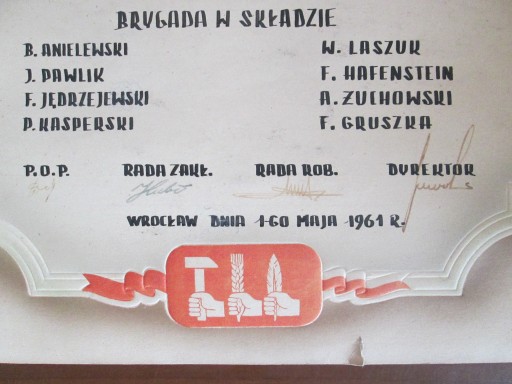 BRYGADA W SKŁADZIE
B. ANIELEWSKI
J. PAWLIK
F. JĘDRZEJEWSKI
P. KASPERSKI
W. LASZUK
F. HAFENSTEIN
A. ŻUCHOWSKI
F. GRUSZKA
P.O.P. RADA ZAKŁ. RADA ROB. DYREKTOR
WROCŁAW DNIA 1-GO MAJA 1961 R.